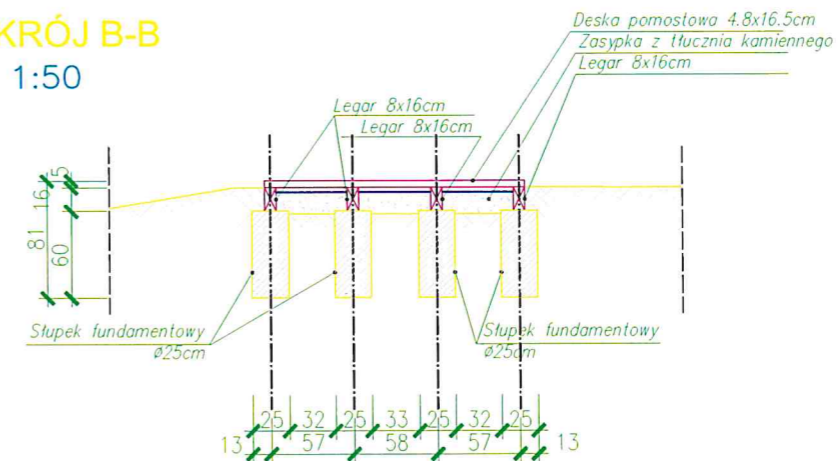 KRÓJ B-B
1:50
Deska pomostowa 4.8x16.5cm
Zasypka z tłucznia kamiennego
Legar 8x16cm
Legar 8x16cm
Legar 8x16cm
5
16
81
60
Słupek fundamentowy
ø25cm
Słupek fundamentowy
ø25cm
25 32 25 33 25 32 25
13 57 58 57 13